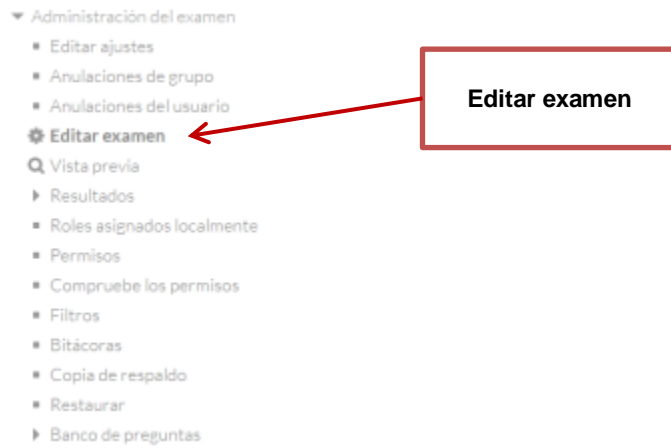 Administración del examen
Editar ajustes
Anulaciones de grupo
Anulaciones del usuario
Editar examen
Vista previa
Resultados
Roles asignados localmente
Permisos
Compruebe los permisos
Filtros
Bitácoras
Copia de respaldo
Restaurar
Banco de preguntas
Editar examen